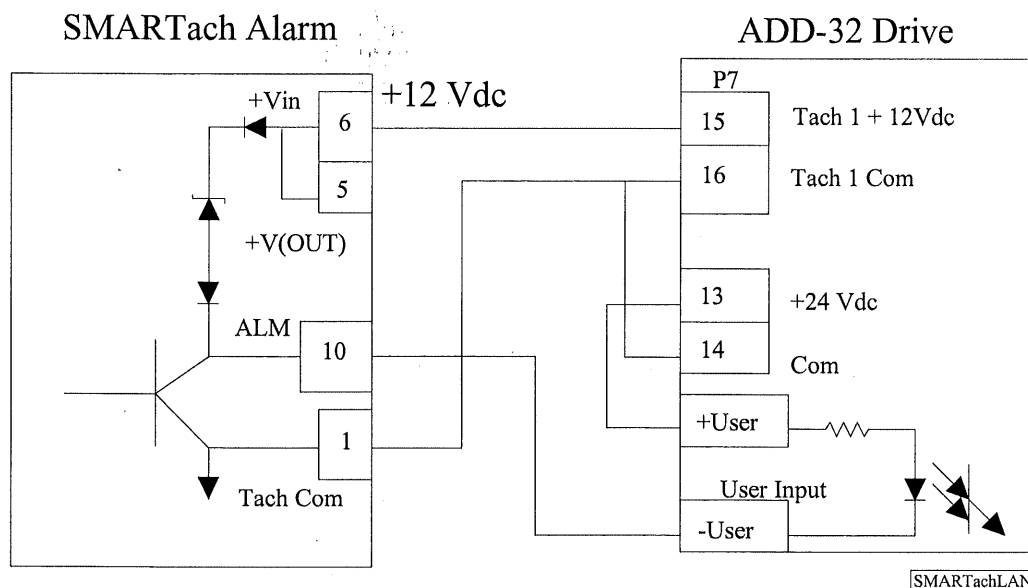 SMARTach Alarm
ADD-32 Drive
+Vin
6
+12 Vdc
5
+V(OUT)
ALM
10
1
Tach Com
P7
15
Tach 1 + 12Vdc
16
Tach 1 Com
13
+24 Vdc
14
Com
+User
User Input
-User
SMARTachLAN